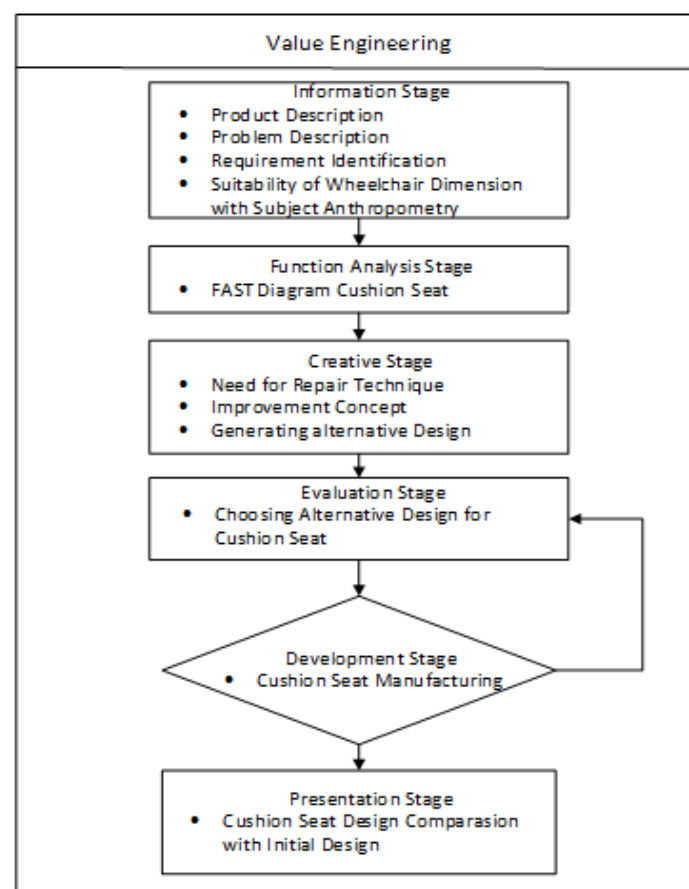 Value Engineering
Information Stage
• Product Description
• Problem Description
• Requirement Identification
• Suitability of Wheelchair Dimension
with Subject Anthropometry
Function Analysis Stage
• FAST Diagram Cushion Seat
Creative Stage
• Need for Repair Technique
• Improvement Concept
• Generating alternative Design
Evaluation Stage
• Choosing Alternative Design for
Cushion Seat
Development Stage
• Cushion Seat Manufacturing
Presentation Stage
• Cushion Seat Design Comparasion
with Initial Design